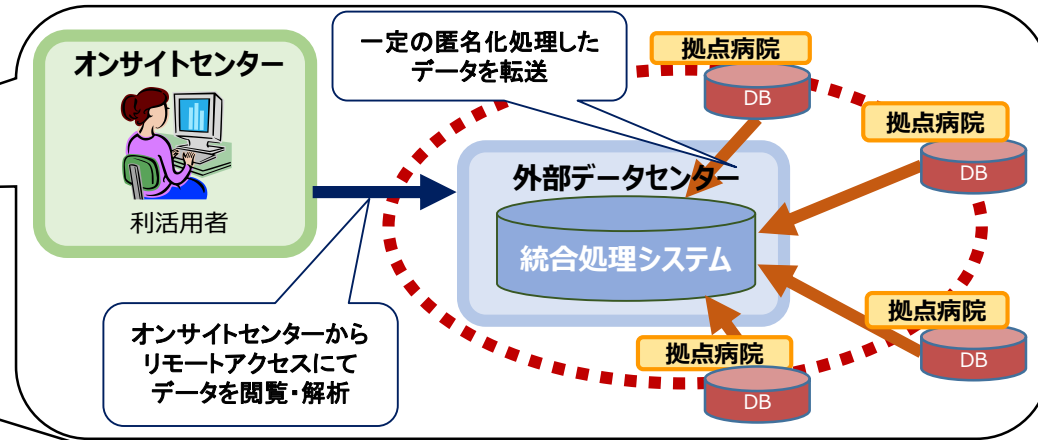 オンサイトセンター
利活用者
一定の匿名化処理した
データを転送
拠点病院
DB
拠点病院
DB
外部データセンター
統合処理システム
オンサイトセンターから
リモートアクセスにて
データを閲覧・解析
拠点病院
DB
拠点病院
DB